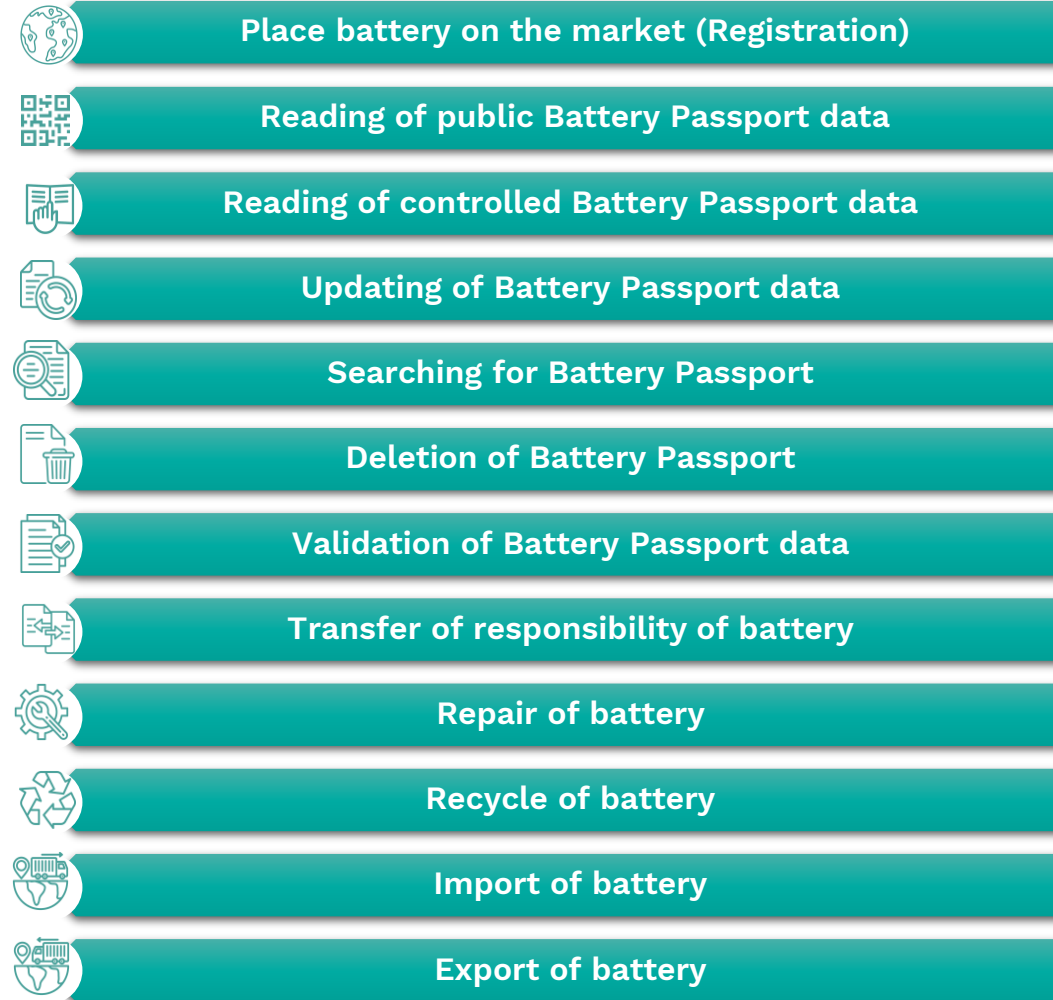 Place battery on the market (Registration)
Reading of public Battery Passport data
Reading of controlled Battery Passport data
Updating of Battery Passport data
Searching for Battery Passport
Deletion of Battery Passport
Validation of Battery Passport data
Transfer of responsibility of battery
Repair of battery
Recycle of battery
Import of battery
Export of battery